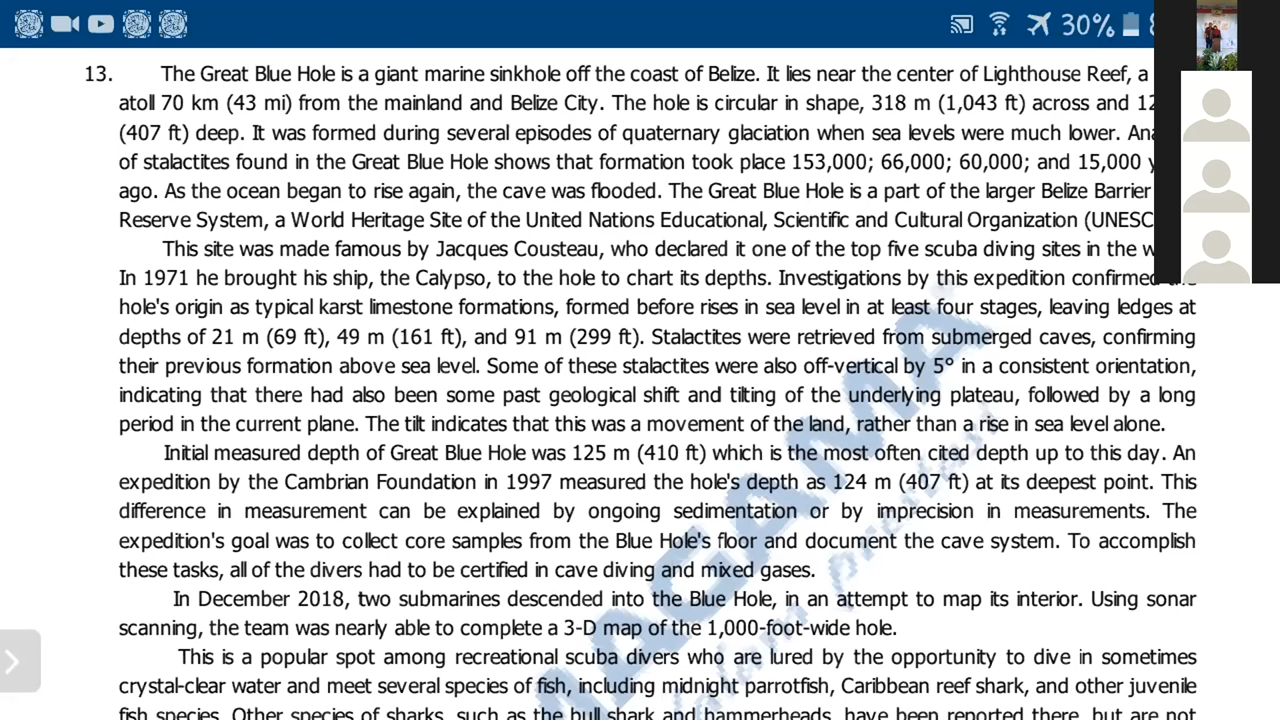 30%
13. The Great Blue Hole is a giant marine sinkhole off the coast of Belize. It lies near the center of Lighthouse Reef, a
atoll 70 km (43 mi) from the mainland and Belize City. The hole is circular in shape, 318 m (1,043 ft) across and
(407 ft) deep. It was formed during several episodes of quaternary glaciation when sea levels were much lower.
of stalactites found in the Great Blue Hole shows that formation took place 153,000; 66,000; 60,000; and 15,000
ago. As the ocean began to rise again, the cave was flooded. The Great Blue Hole is a part of the larger Belize Barrier
Reserve System, a World Heritage Site of the United Nations Educational, Scientific and Cultural Organization
This site was made famous by Jacques Cousteau, who declared it one of the top five scuba diving sites in the
In 1971 he brought his ship, the Calypso, to the hole to chart its depths. Investigations by this expedition confirmed the
hole's origin as typical karst limestone formations, formed before rises in sea level in at least four stages, leaving ledges at
depths of 21 m (69 ft), 49 m (161 ft), and 91 m (299 ft). Stalactites were retrieved from submerged caves, confirming
their previous formation above sea level. Some of these stalactites were also off-vertical by 5° in a consistent orientation,
indicating that there had also been some past geological shift and tilting of the underlying plateau, followed by a long
period in the current plane. The tilt indicates that this was a movement of the land, rather than a rise in sea level alone.
Initial measured depth of Great Blue Hole was 125 m (410 ft) which is the most often cited depth up to this day. An
expedition by the Cambrian Foundation in 1997 measured the hole's depth as 124 m (407 ft) at its deepest point. This
difference in measurement can be explained by ongoing sedimentation or by imprecision in measurements. The
expedition's goal was to collect core samples from the Blue Hole's floor and document the cave system. To accomplish
these tasks, all of the divers had to be certified in cave diving and mixed gases.
In December 2018, two submarines descended into the Blue Hole, in an attempt to map its interior. Using sonar
scanning, the team was nearly able to complete a 3-D map of the 1,000-foot-wide hole.
This is a popular spot among recreational scuba divers who are lured by the opportunity to dive in sometimes
crystal-clear water and meet several species of fish, including midnight parrotfish, Caribbean reef shark, and other juvenile
fish species. Other species of sharks, such as the bull shark and hammerheads, have been reported there, but are not